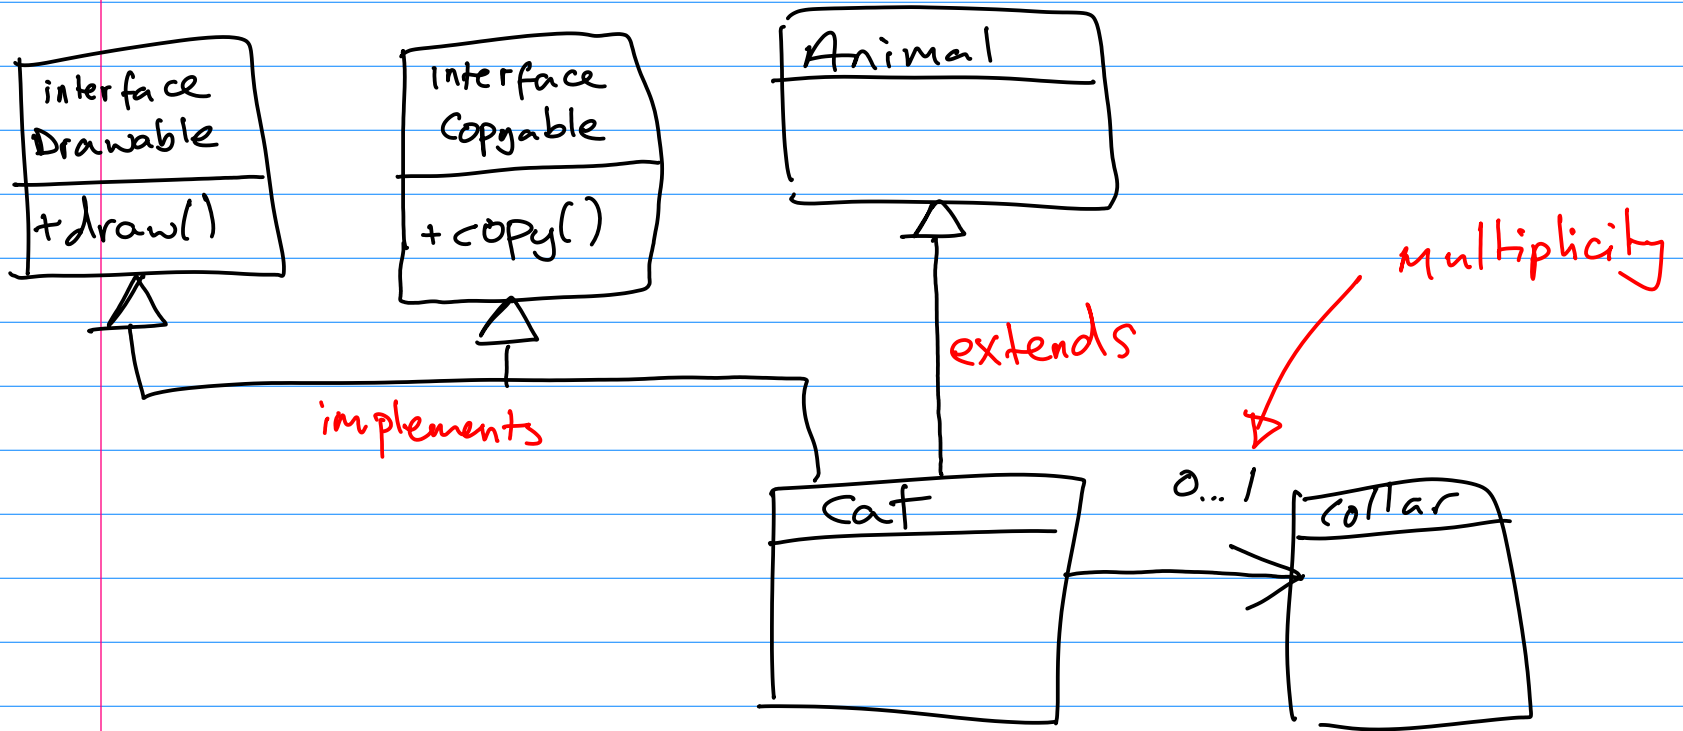 interface
Drawable
+draw()
interface
Copyable
+copy()
Animal
implements
extends
multiplicity
Cat
0...1
Collar